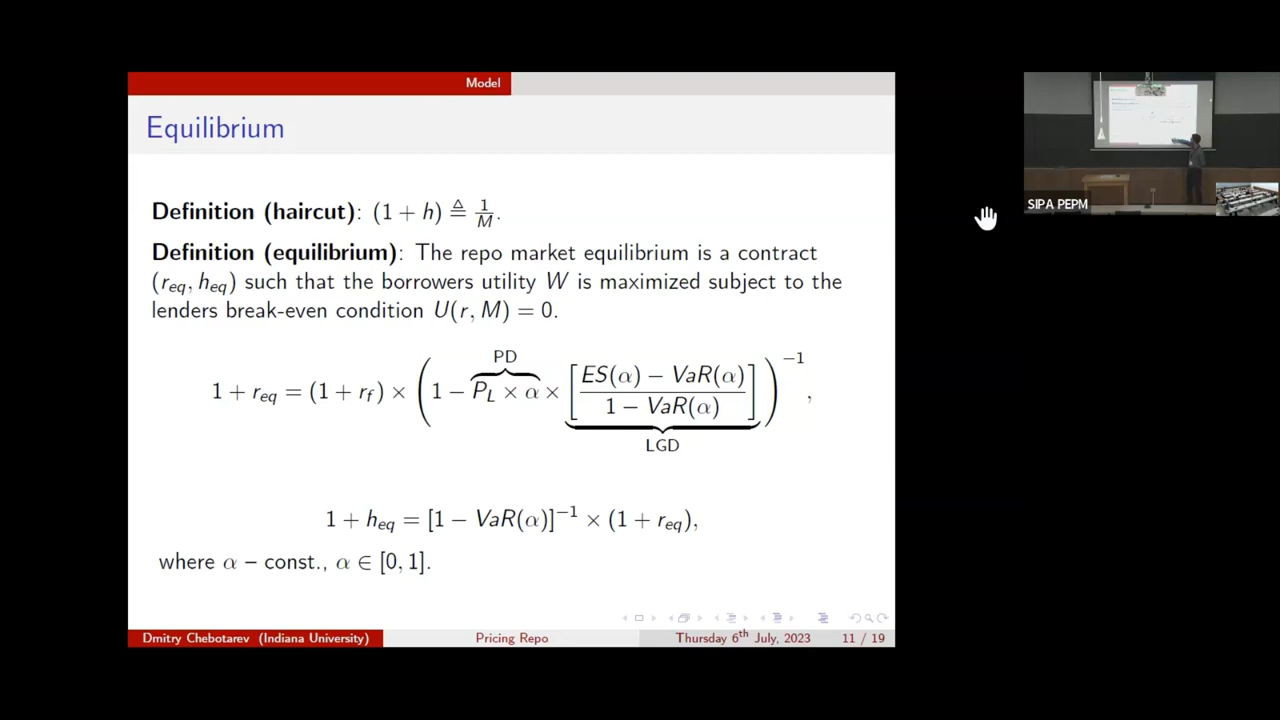 Model
Equilibrium
Definition (haircut): (1 + h) ≜ 1/M.
Definition (equilibrium): The repo market equilibrium is a contract
(r_eq, h_eq) such that the borrowers utility W is maximized subject to the
lenders break-even condition U(r, M) = 0.
PD
1 + r_eq = (1 + r_f) × (1 − P_L × α × [ES(α) − VaR(α) / 1 − VaR(α)])^−1,
LGD
1 + h_eq = [1 − VaR(α)]^−1 × (1 + r_eq),
where α – const., α ∈ [0, 1].
Dmitry Chebotarev (Indiana University)
Pricing Repo
Thursday 6th July, 2023
11 / 19
SIPA PEPM